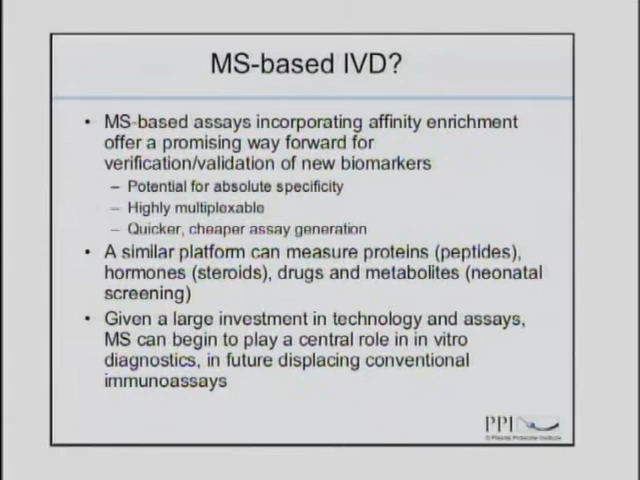 MS-based IVD?
• MS-based assays incorporating affinity enrichment
offer a promising way forward for
verification/validation of new biomarkers
– Potential for absolute specificity
– Highly multiplexable
– Quicker, cheaper assay generation
• A similar platform can measure proteins (peptides),
hormones (steroids), drugs and metabolites (neonatal
screening)
• Given a large investment in technology and assays,
MS can begin to play a central role in in vitro
diagnostics, in future displacing conventional
immunoassays
PPI
© Plasma Proteome Institute